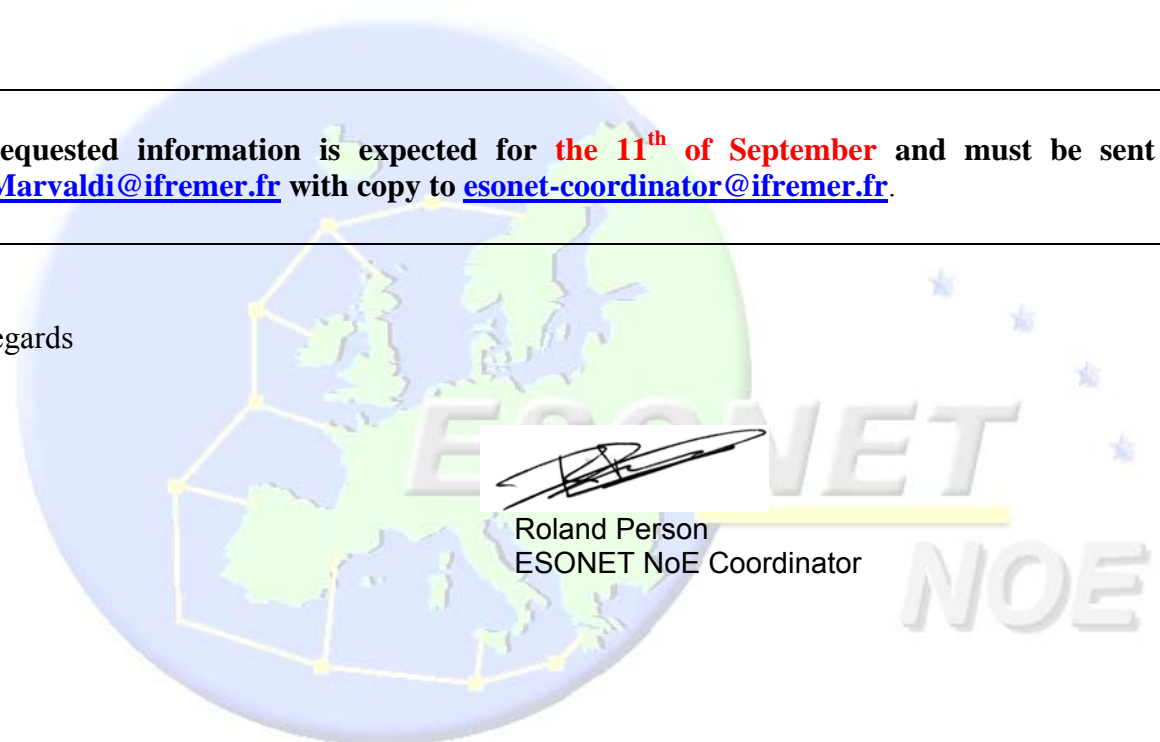 equested information is expected for the 11th of September and must be sent
Marvaldi@ifremer.fr with copy to esonet-coordinator@ifremer.fr.
egards
ESONET
NOE
Roland Person
ESONET NoE Coordinator